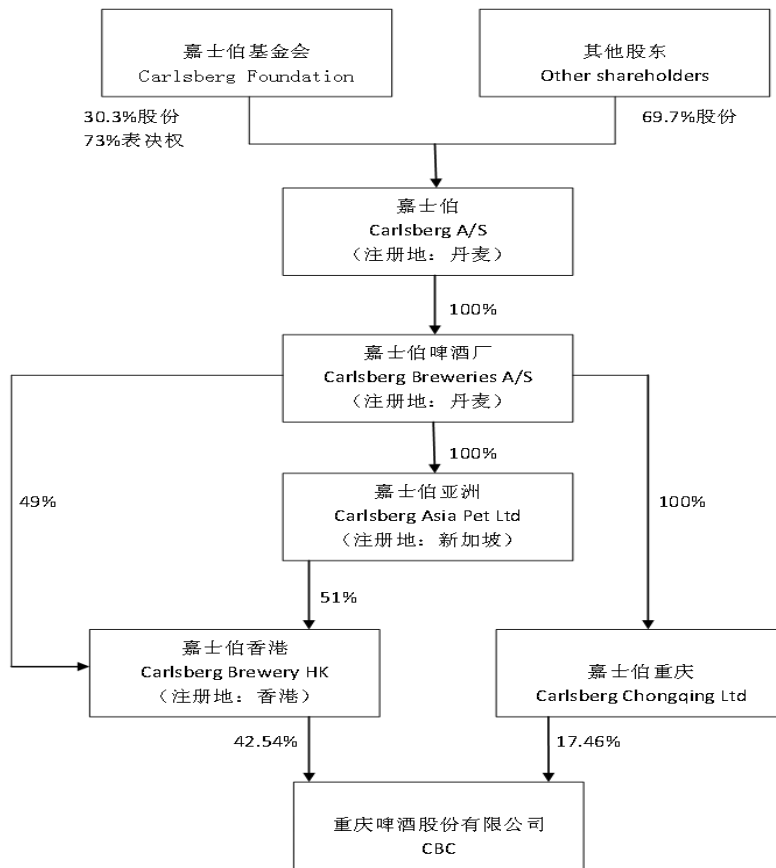 嘉士伯基金会
Carlsberg Foundation
其他股东
Other shareholders
30.3%股份
73%表决权
69.7%股份
嘉士伯
Carlsberg A/S
（注册地：丹麦）
100%
嘉士伯啤酒厂
Carlsberg Breweries A/S
（注册地：丹麦）
100%
49%
100%
嘉士伯亚洲
Carlsberg Asia Pet Ltd
（注册地：新加坡）
51%
嘉士伯香港
Carlsberg Brewery HK
（注册地：香港）
嘉士伯重庆
Carlsberg Chongqing Ltd
42.54%
17.46%
重庆啤酒股份有限公司
CBC